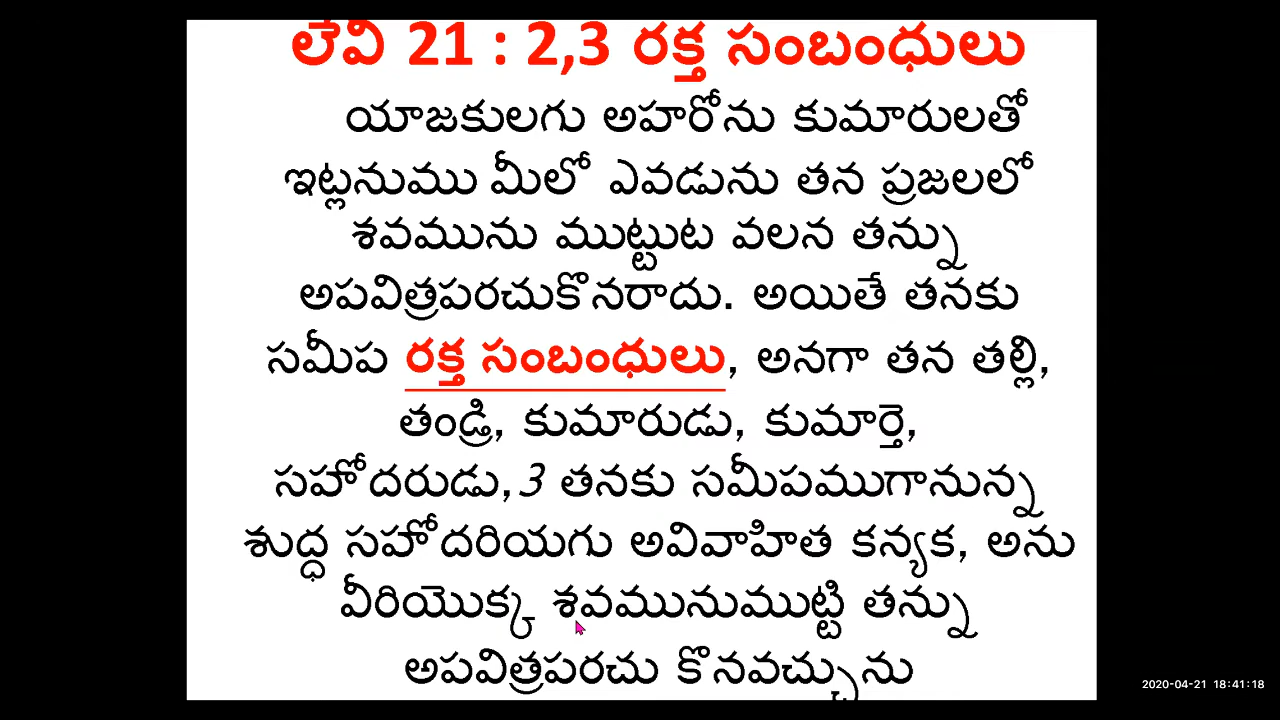 లేవి 21 : 2,3 రక్త సంబంధులు
యాజకులగు అహరోను కుమారులతో
ఇట్లనుము మీలో ఎవడును తన ప్రజలలో
శవమును ముట్టుట వలన తన్ను
అపవిత్రపరచుకొనరాదు. అయితే తనకు
సమీప రక్త సంబంధులు, అనగా తన తల్లి,
తండ్రి, కుమారుడు, కుమార్తె,
సహోదరుడు,3 తనకు సమీపముగానున్న
శుద్ధ సహోదరియగు అవివాహిత కన్యక, అను
వీరియొక్క శవమునుముట్టి తన్ను
అపవిత్రపరచు కొనవచ్చును
2020-04-21 18:41:18